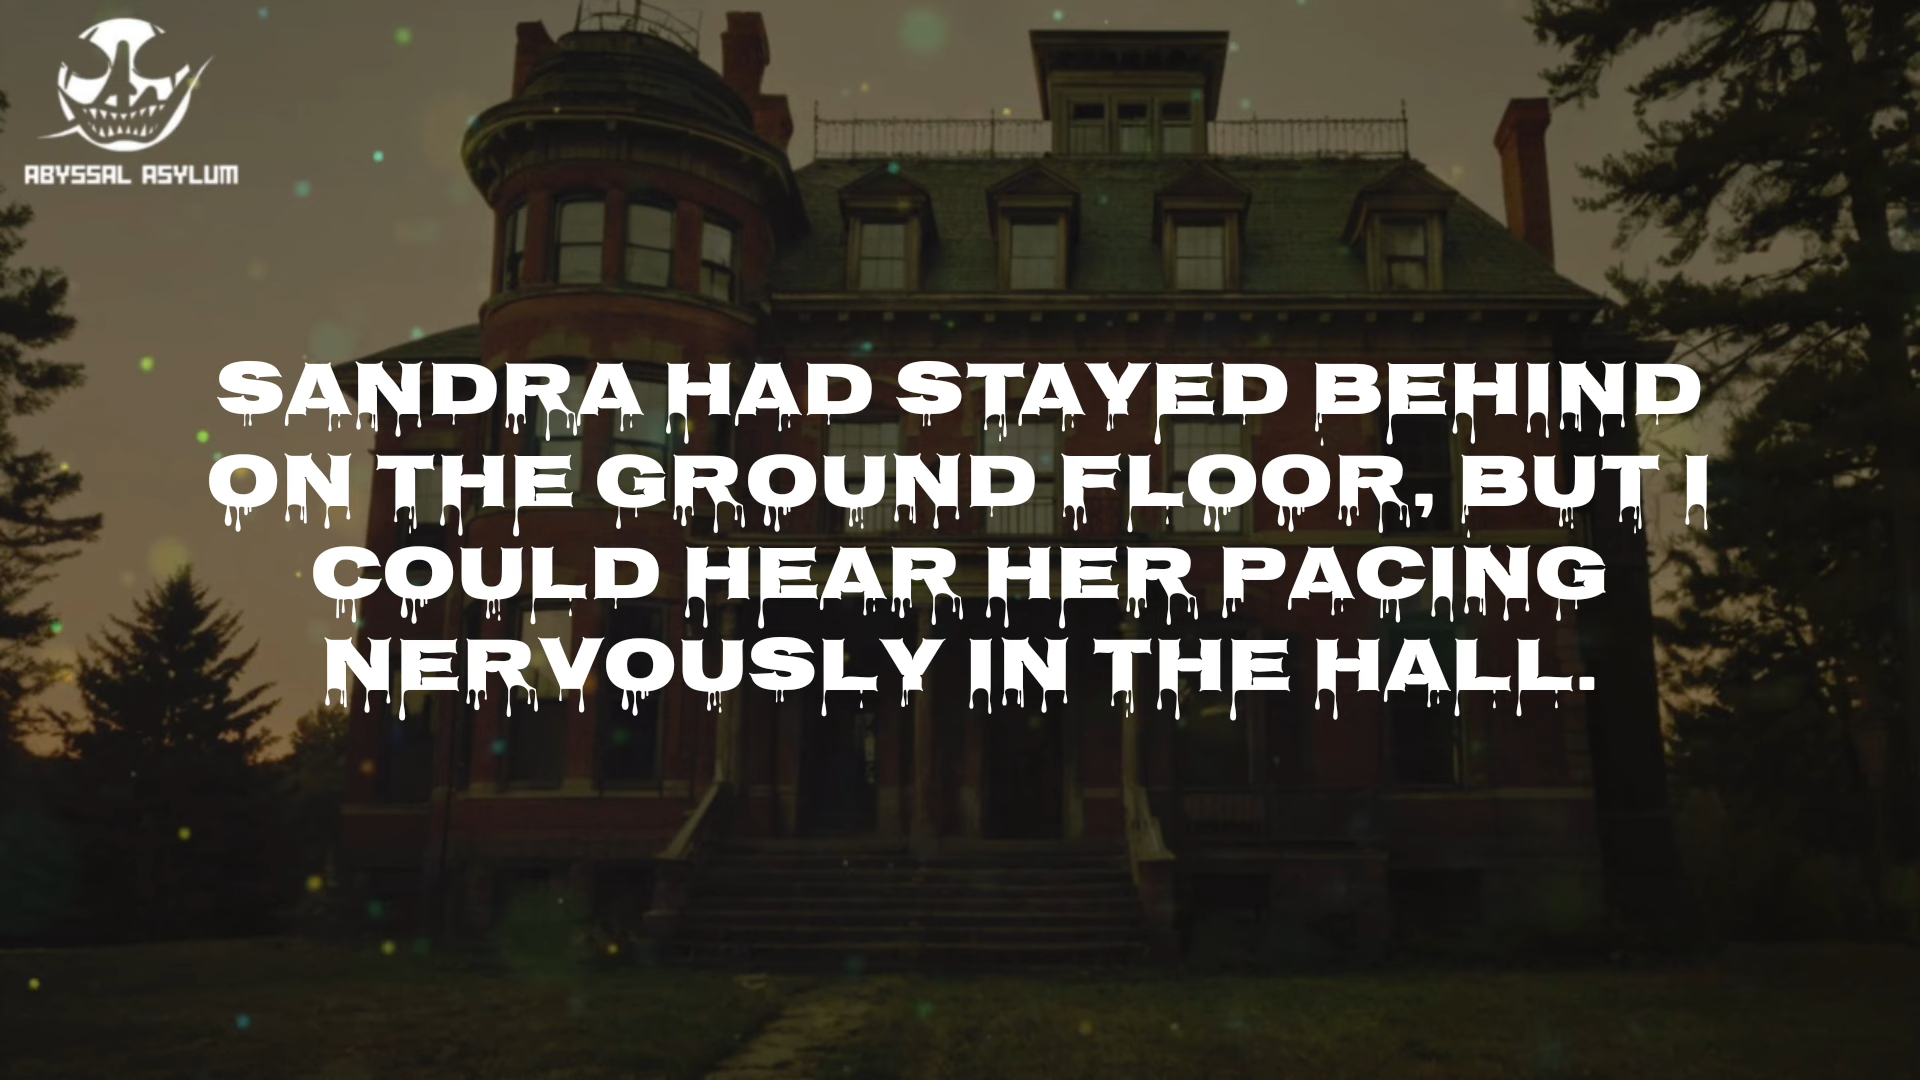 ABYSSAL ASYLUM
SANDRA HAD STAYED BEHIND
ON THE GROUND FLOOR, BUT I
COULD HEAR HER PACING
NERVOUSLY IN THE HALL.